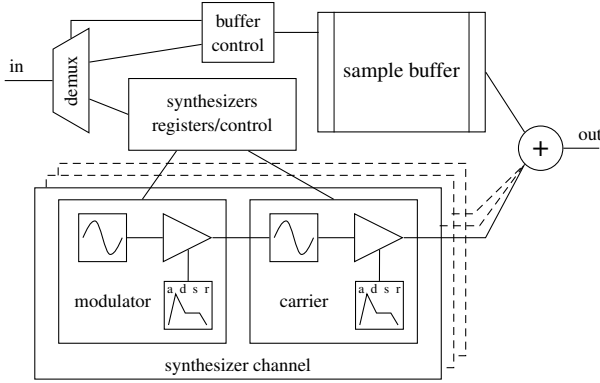 buffer
control
in
demux
sample buffer
synthesizers
registers/control
out
+
a d s r
a d s r
modulator
carrier
synthesizer channel